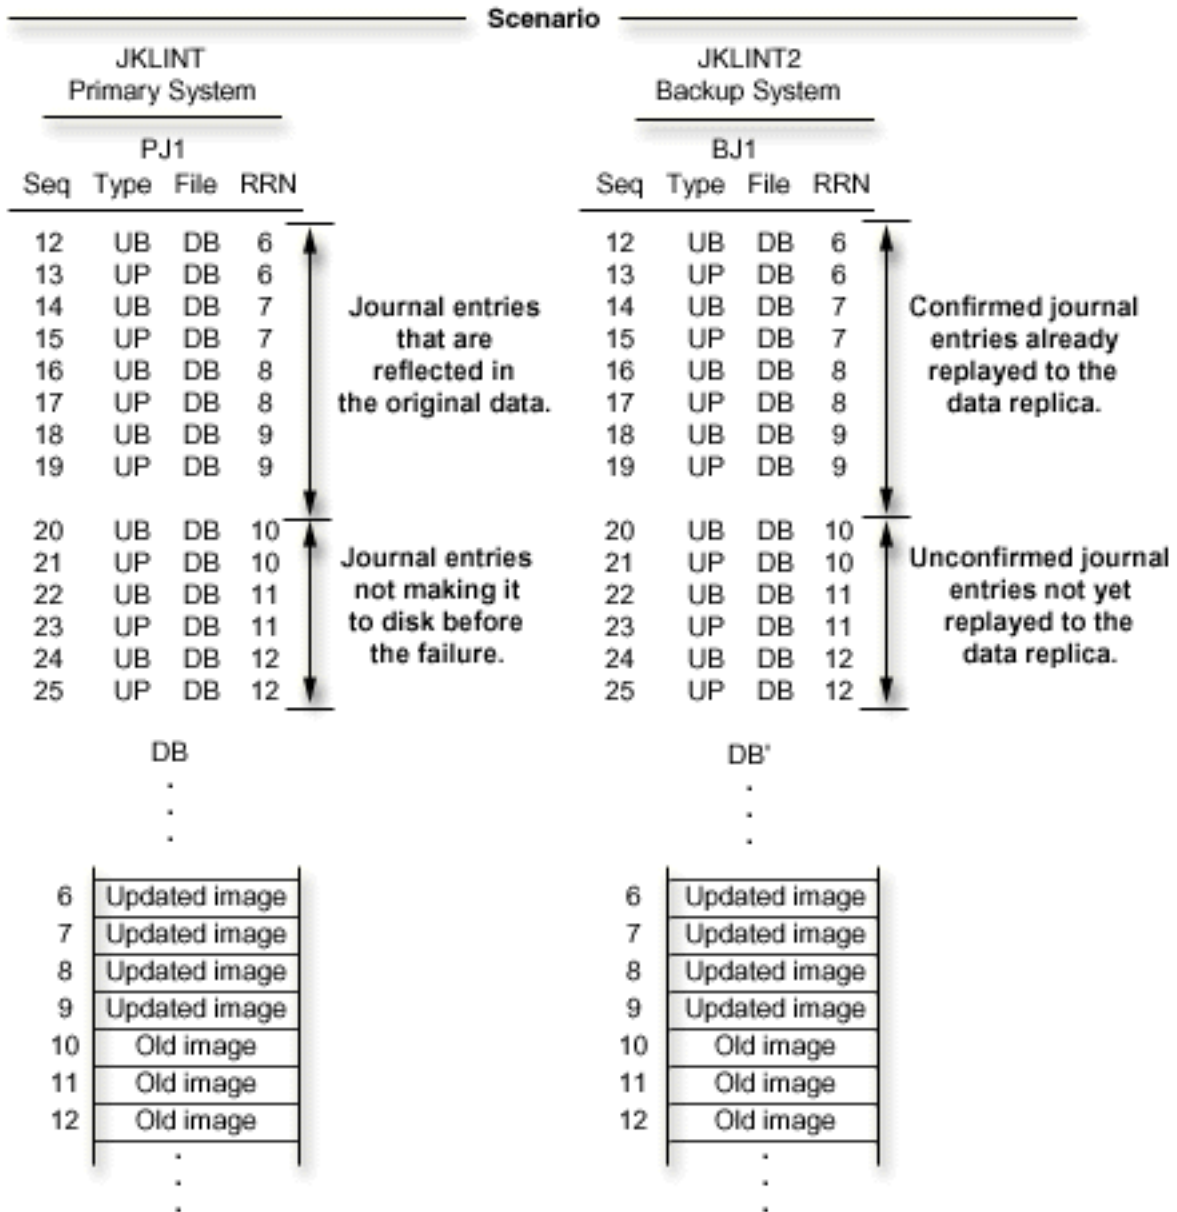 Scenario
JKLINT
Primary System
JKLINT2
Backup System
PJ1
BJ1
Seq Type File RRN
Seq Type File RRN
12 UB DB 6
13 UP DB 6
14 UB DB 7
15 UP DB 7
16 UB DB 8
17 UP DB 8
18 UB DB 9
19 UP DB 9
Journal entries
that are
reflected in
the original data.
12 UB DB 6
13 UP DB 6
14 UB DB 7
15 UP DB 7
16 UB DB 8
17 UP DB 8
18 UB DB 9
19 UP DB 9
Confirmed journal
entries already
replayed to the
data replica.
20 UB DB 10
21 UP DB 10
22 UB DB 11
23 UP DB 11
24 UB DB 12
25 UP DB 12
Journal entries
not making it
to disk before
the failure.
20 UB DB 10
21 UP DB 10
22 UB DB 11
23 UP DB 11
24 UB DB 12
25 UP DB 12
Unconfirmed journal
entries not yet
replayed to the
data replica.
DB
6 Updated image
7 Updated image
8 Updated image
9 Updated image
10 Old image
11 Old image
12 Old image
DB'
6 Updated image
7 Updated image
8 Updated image
9 Updated image
10 Old image
11 Old image
12 Old image